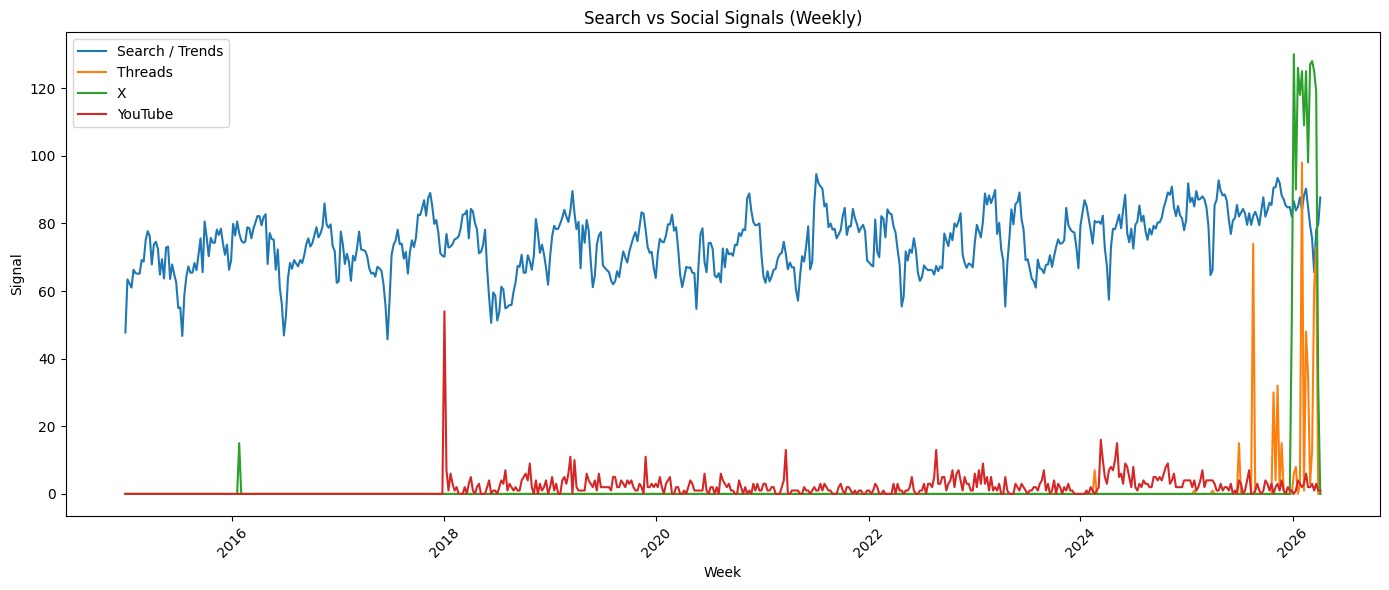 Search vs Social Signals (Weekly)
Search / Trends
Threads
X
YouTube
Signal
120
100
80
60
40
20
0
2016
2018
2020
2022
2024
2026
Week